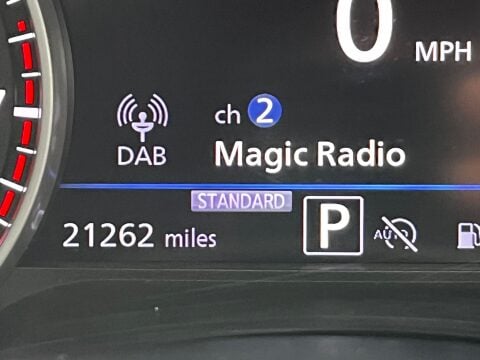 0 MPH
ch 2
DAB Magic Radio
STANDARD
21262 miles P AUTO